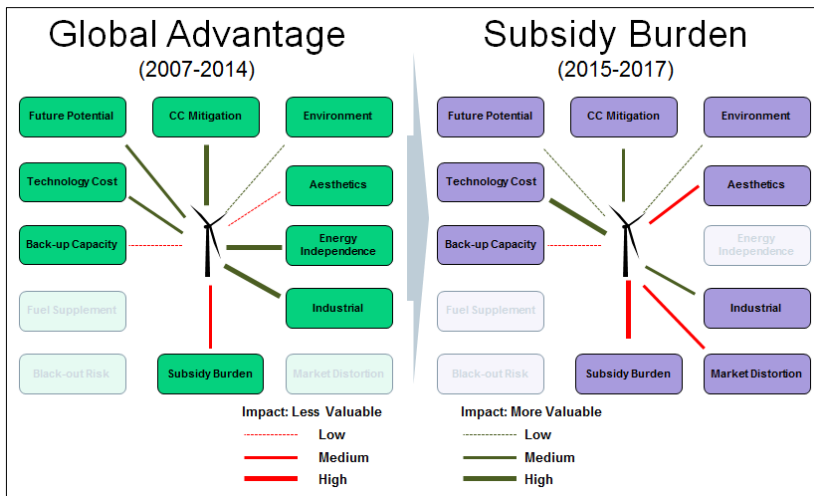 Global Advantage
(2007-2014)
Future Potential
CC Mitigation
Environment
Technology Cost
Aesthetics
Back-up Capacity
Energy
Independence
Fuel Supplement
Industrial
Black-out Risk
Subsidy Burden
Market Distortion
Impact: Less Valuable
Low
Medium
High
Subsidy Burden
(2015-2017)
Future Potential
CC Mitigation
Environment
Technology Cost
Aesthetics
Back-up Capacity
Energy
Independence
Fuel Supplement
Industrial
Black-out Risk
Subsidy Burden
Market Distortion
Impact: More Valuable
Low
Medium
High